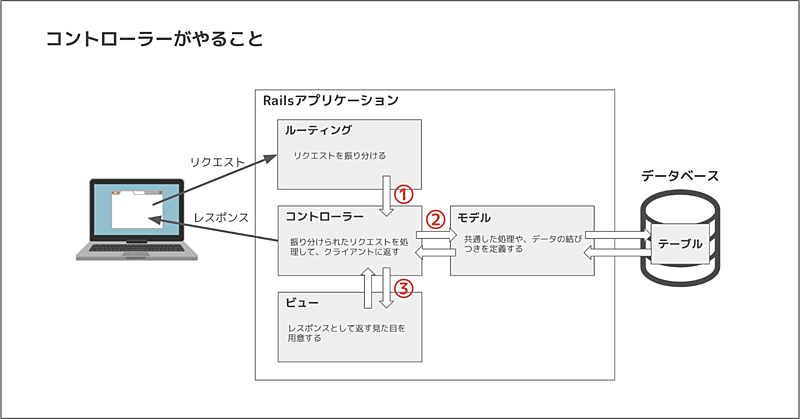 コントローラーがやること
Railsアプリケーション
ルーティング
リクエストを振り分ける
リクエスト
①
レスポンス
コントローラー
振り分けられたリクエストを処
理して、クライアントに返す
②
モデル
共通した処理や、データの結び
つきを定義する
データベース
テーブル
③
ビュー
レスポンスとして返す見た目を
用意する